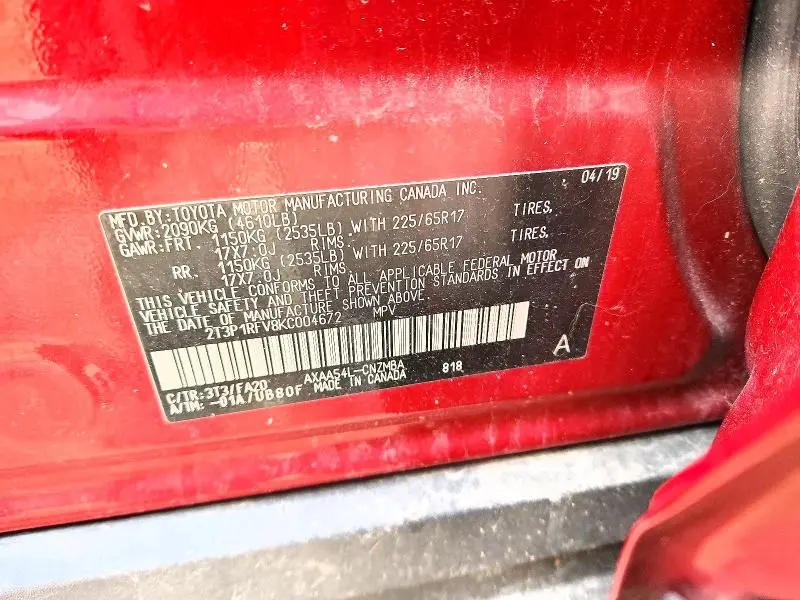 MFD.BY:TOYOTA MOTOR MANUFACTURING CANADA INC. 04/19
GVWR:2090KG (4610LB)
GAWR:FRT. 1150KG (2535LB) WITH 225/65R17 TIRES,
17X7.0J RIMS,
RR. 1150KG (2535LB) WITH 225/65R17 TIRES,
17X7.0J RIMS,
THIS VEHICLE CONFORMS TO ALL APPLICABLE FEDERAL MOTOR
VEHICLE SAFETY AND THEFT PREVENTION STANDARDS IN EFFECT ON
THE DATE OF MANUFACTURE SHOWN ABOVE.
2T3P1RFV8KC004672 MPV
A
C/TR:3T3/FA20 AXAA54L-CNZMBA 818
A/TM: -01A/UB80F MADE IN CANADA